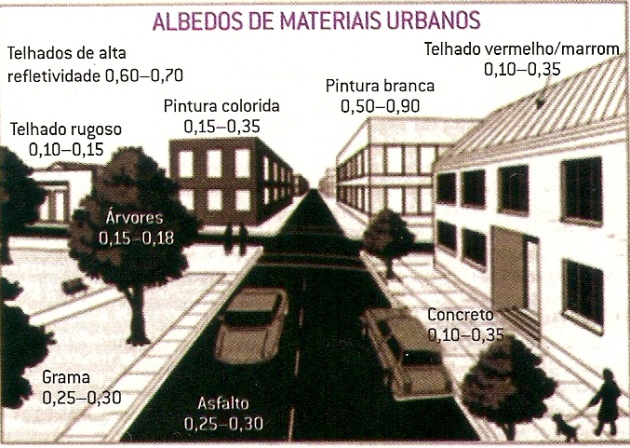 ALBEDOS DE MATERIAIS URBANOS
Telhados de alta
refletividade 0,60–0,70
Telhado vermelho/marrom
0,10–0,35
Pintura branca
0,50–0,90
Pintura colorida
0,15–0,35
Telhado rugoso
0,10–0,15
Árvores
0,15–0,18
Concreto
0,10–0,35
Grama
0,25–0,30
Asfalto
0,25–0,30